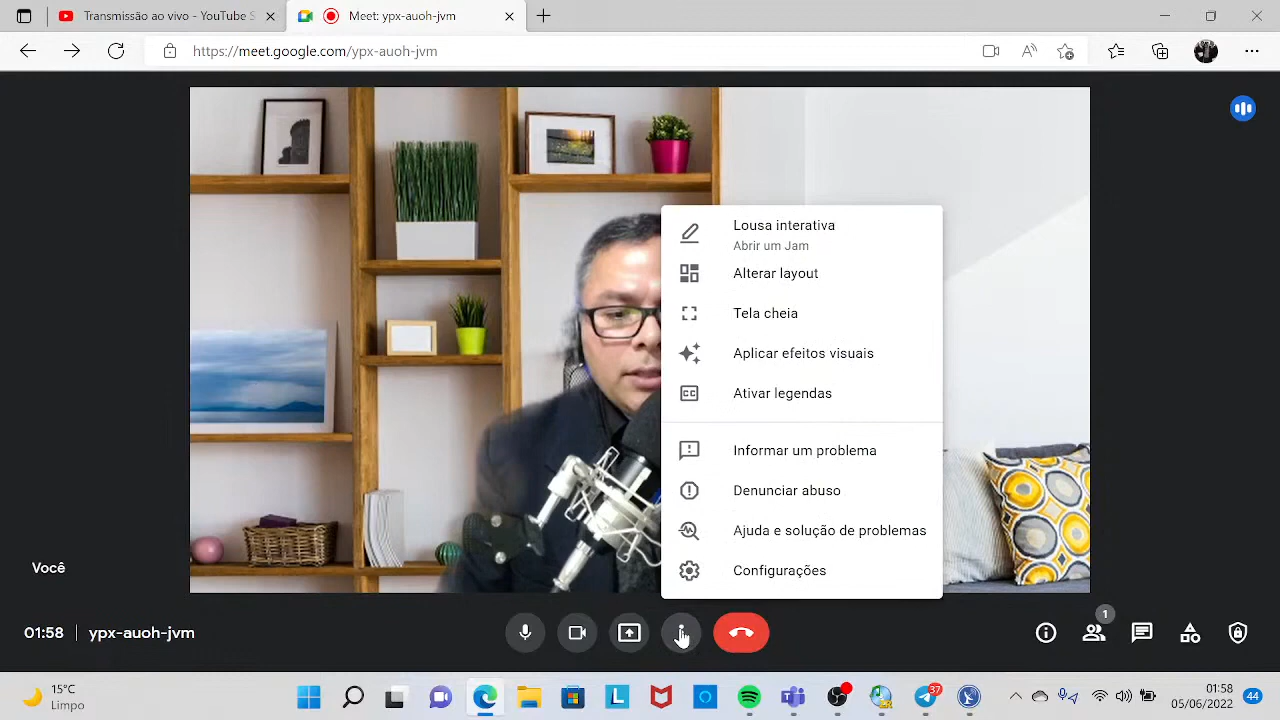 Transmissão ao vivo - YouTube S
Meet: ypx-auoh-jvm
https://meet.google.com/ypx-auoh-jvm
Lousa interativa
Abrir um Jam
Alterar layout
Tela cheia
Aplicar efeitos visuais
CC
Ativar legendas
Informar um problema
Denunciar abuso
Ajuda e solução de problemas
Configurações
Você
01:58
ypx-auoh-jvm
1
15°C
Limpo
L
37
01:58
05/08/2022
44